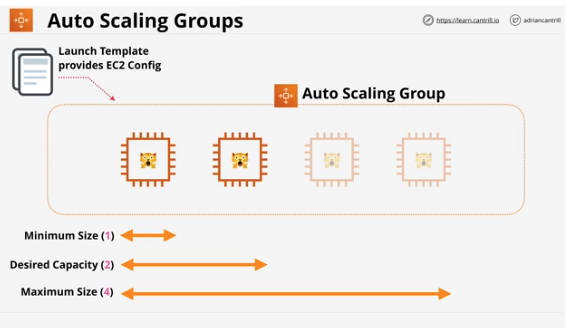 Auto Scaling Groups
https://learn.cantrill.io
adriancantrill
Launch Template
provides EC2 Config
Auto Scaling Group
Minimum Size (1)
Desired Capacity (2)
Maximum Size (4)